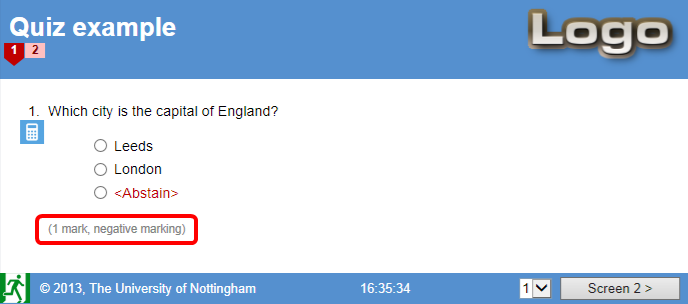 Quiz example
Logo
1 2
1. Which city is the capital of England?
Leeds
London
<Abstain>
(1 mark, negative marking)
© 2013, The University of Nottingham 16:35:34 1 Screen 2 >